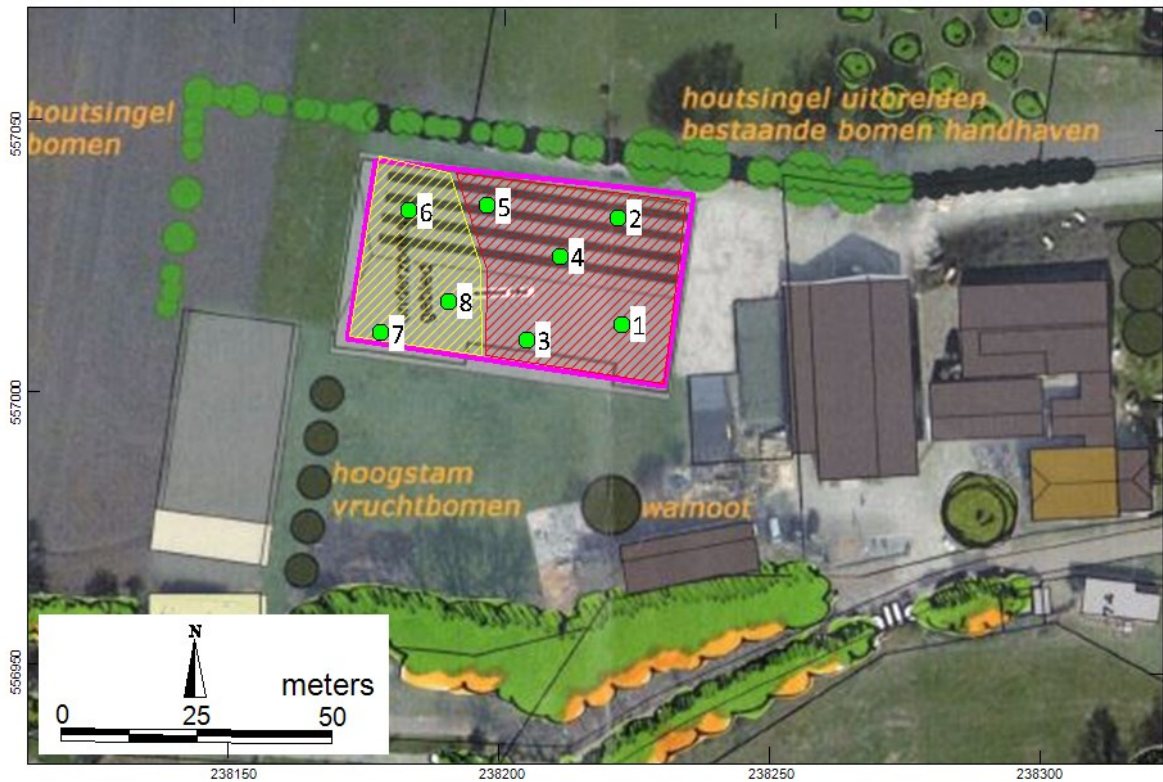 houtsingel
bomen
houtsingel uitbreiden
bestaande bomen handhaven
6
5
2
4
8
7
3
1
hoogstam
vruchtbomen
walnoot
7A
N
meters
0
25
50
557050
557000
556950
238150
238200
238250
238300